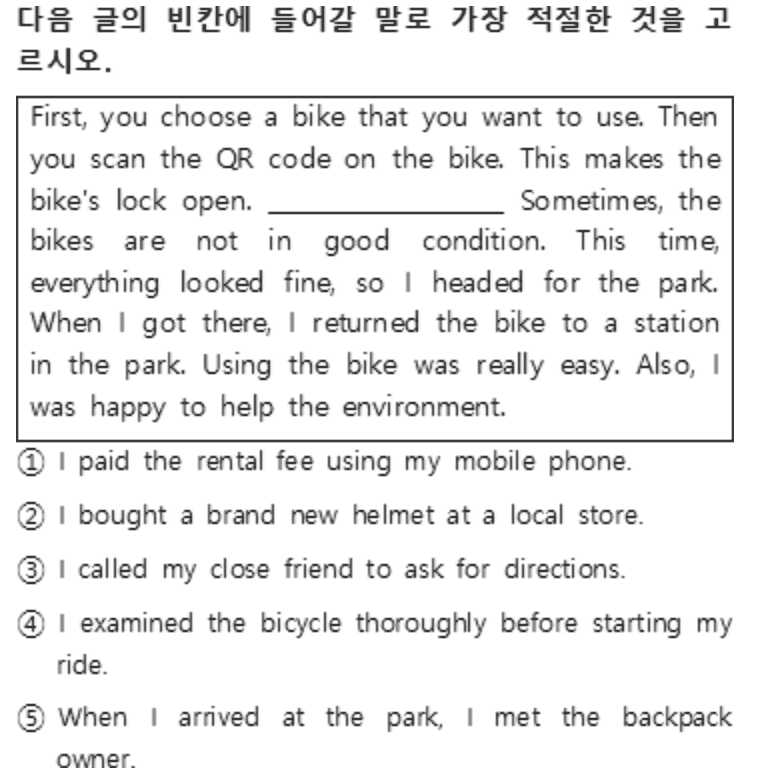 다음 글의 빈칸에 들어갈 말로 가장 적절한 것을 고
르시오.
First, you choose a bike that you want to use. Then
you scan the QR code on the bike. This makes the
bike's lock open. ________________ Sometimes, the
bikes are not in good condition. This time,
everything looked fine, so I headed for the park.
When I got there, I returned the bike to a station
in the park. Using the bike was really easy. Also, I
was happy to help the environment.
① I paid the rental fee using my mobile phone.
② I bought a brand new helmet at a local store.
③ I called my close friend to ask for directions.
④ I examined the bicycle thoroughly before starting my
ride.
⑤ When I arrived at the park, I met the backpack
owner.